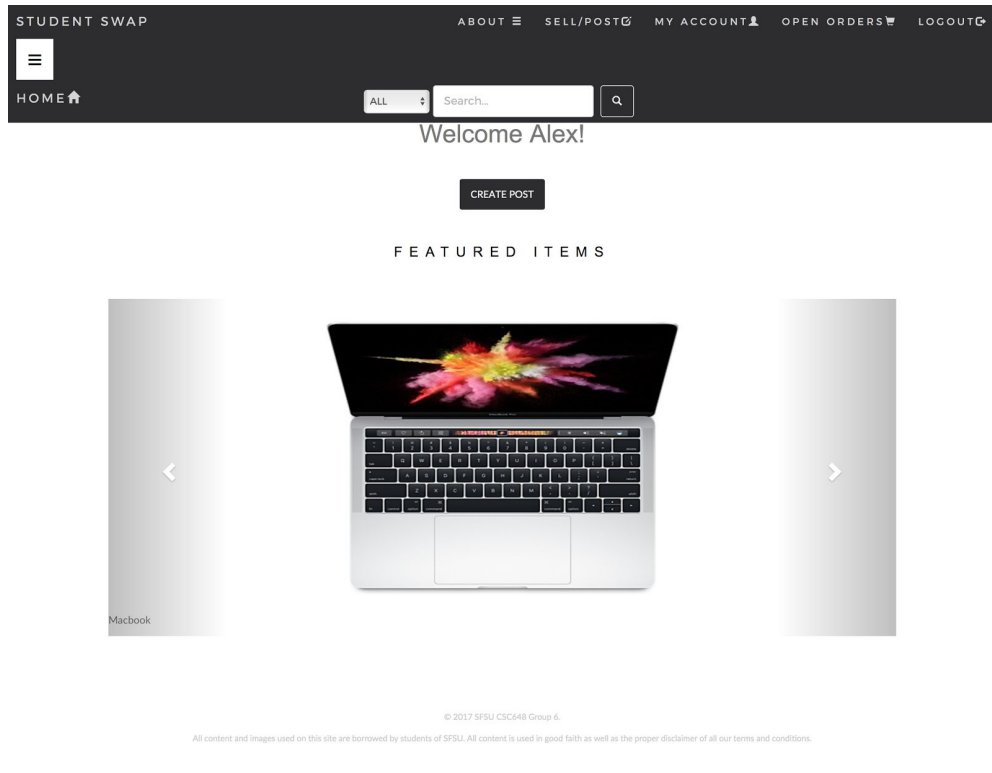 STUDENT SWAP
ABOUT SELL/POST MY ACCOUNT OPEN ORDERS LOGOUT
HOME
ALL Search...
Welcome Alex!
CREATE POST
FEATURED ITEMS
MacBook Pro
Macbook
© 2017 SFSU CSC648 Group 6.
All content and images used on this site are borrowed by students of SFSU. All content is used in good faith as well as the proper disclaimer of all our terms and conditions.